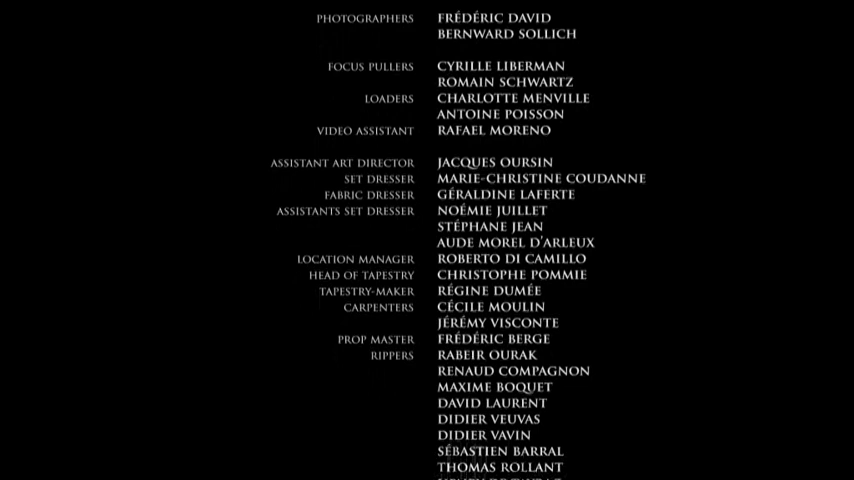 PHOTOGRAPHERS FRÉDÉRIC DAVID
BERNWARD SOLLICH
FOCUS PULLERS CYRILLE LIBERMAN
ROMAIN SCHWARTZ
LOADERS CHARLOTTE MENVILLE
ANTOINE POISSON
VIDEO ASSISTANT RAFAEL MORENO
ASSISTANT ART DIRECTOR JACQUES OURSIN
SET DRESSER MARIE-CHRISTINE COUDANNE
FABRIC DRESSER GÉRALDINE LAFERTE
ASSISTANTS SET DRESSER NOÉMIE JUILLET
STÉPHANE JEAN
AUDE MOREL D'ARLEUX
LOCATION MANAGER ROBERTO DI CAMILLO
HEAD OF TAPESTRY CHRISTOPHE POMMIE
TAPESTRY-MAKER RÉGINE DUMÉE
CARPENTERS CÉCILE MOULIN
JÉRÉMY VISCONTE
PROP MASTER FRÉDÉRIC BERGE
RIPPERS RABEIR OURAK
RENAUD COMPAGNON
MAXIME BOQUET
DAVID LAURENT
DIDIER VEUVAS
DIDIER VAVIN
SÉBASTIEN BARRAL
THOMAS ROLLANT